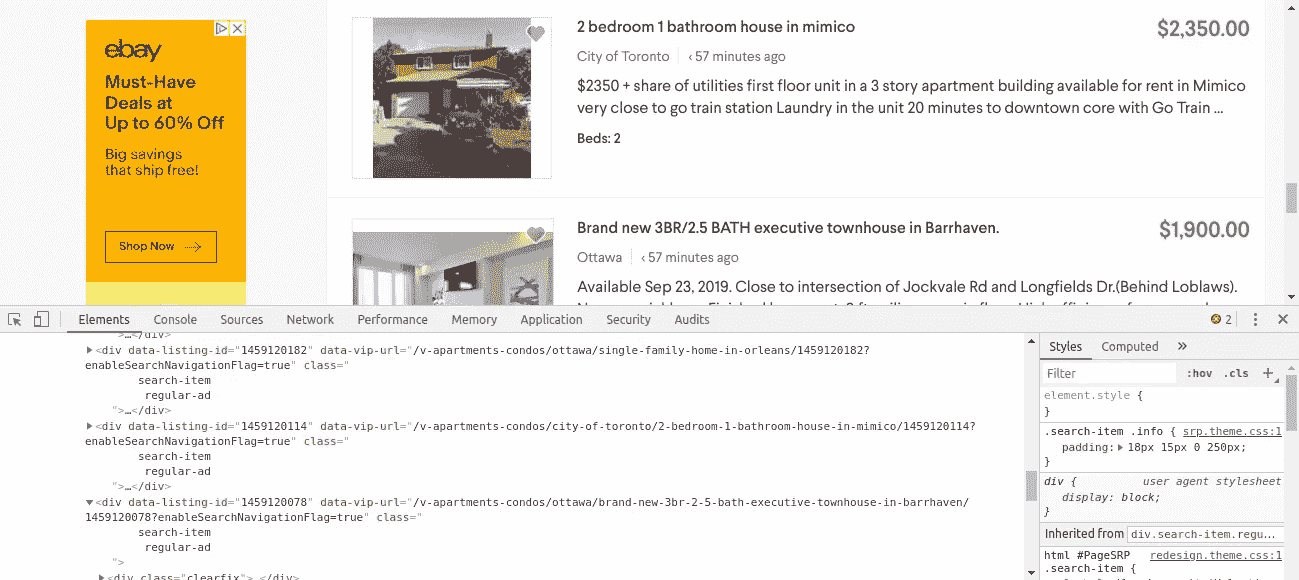 2 bedroom 1 bathroom house in mimico
$2,350.00
City of Toronto
‹ 57 minutes ago
$2350 + share of utilities first floor unit in a 3 story apartment building available for rent in Mimico
very close to go train station Laundry in the unit 20 minutes to downtown core with Go Train ...
Beds: 2
ebay
Must-Have
Deals at
Up to 60% Off
Big savings
that ship free!
Shop Now
Brand new 3BR/2.5 BATH executive townhouse in Barrhaven.
$1,900.00
Ottawa
‹ 57 minutes ago
Available Sep 23, 2019. Close to intersection of Jockvale Rd and Longfields Dr.(Behind Loblaws).
Elements Console Sources Network Performance Memory Application Security Audits
2
">…</div>
<div data-listing-id="1459120182" data-vip-url="/v-apartments-condos/ottawa/single-family-home-in-orleans/1459120182?
enableSearchNavigationFlag=true" class="
search-item
regular-ad
">…</div>
<div data-listing-id="1459120114" data-vip-url="/v-apartments-condos/city-of-toronto/2-bedroom-1-bathroom-house-in-mimico/1459120114?
enableSearchNavigationFlag=true" class="
search-item
regular-ad
">…</div>
<div data-listing-id="1459120078" data-vip-url="/v-apartments-condos/ottawa/brand-new-3br-2-5-bath-executive-townhouse-in-barrhaven/
1459120078?enableSearchNavigationFlag=true" class="
search-item
regular-ad
">
<div class="clearfix">…</div>
Styles Computed »
Filter :hov .cls +
element.style {
}
.search-item .info { srp.theme.css:1
padding: 18px 15px 0 250px;
}
div { user agent stylesheet
display: block;
}
Inherited from div.search-item.regu...
html #PageSRP redesign.theme.css:1
.search-item {